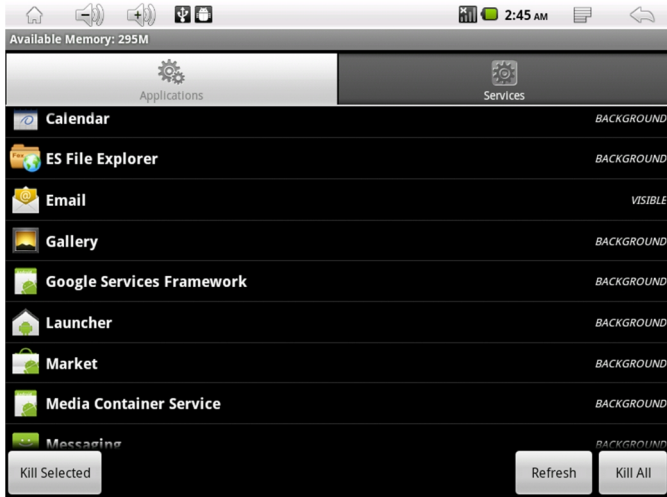 2:45 AM
Available Memory: 295M
Applications
Services
Calendar BACKGROUND
ES File Explorer BACKGROUND
Email VISIBLE
Gallery BACKGROUND
Google Services Framework BACKGROUND
Launcher BACKGROUND
Market BACKGROUND
Media Container Service BACKGROUND
Messaging BACKGROUND
Kill Selected
Refresh
Kill All